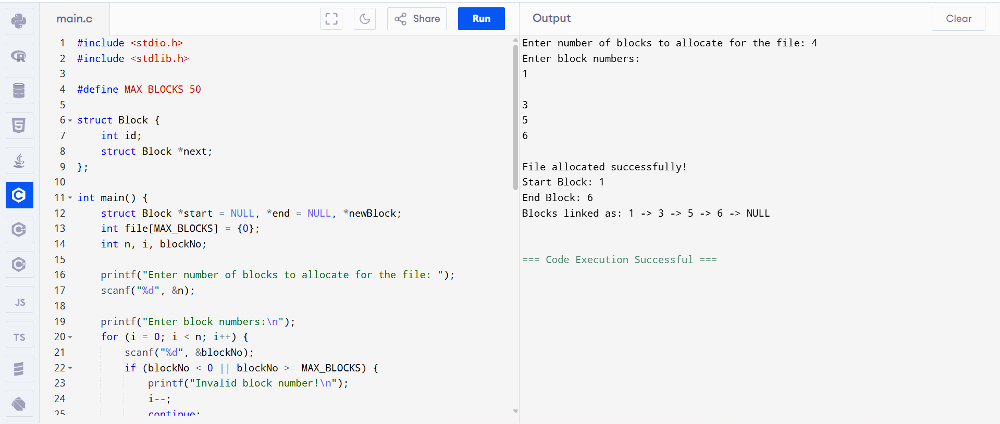 main.c
Share
Run
Output
Clear
1 #include <stdio.h>
2 #include <stdlib.h>
3
4 #define MAX_BLOCKS 50
5
6 struct Block {
7     int id;
8     struct Block *next;
9 };
10
11 int main() {
12     struct Block *start = NULL, *end = NULL, *newBlock;
13     int file[MAX_BLOCKS] = {0};
14     int n, i, blockNo;
15
16     printf("Enter number of blocks to allocate for the file: ");
17     scanf("%d", &n);
18
19     printf("Enter block numbers:\n");
20     for (i = 0; i < n; i++) {
21         scanf("%d", &blockNo);
22         if (blockNo < 0 || blockNo >= MAX_BLOCKS) {
23             printf("Invalid block number!\n");
24             i--;
25             continue;
Enter number of blocks to allocate for the file: 4
Enter block numbers:
1
3
5
6
File allocated successfully!
Start Block: 1
End Block: 6
Blocks linked as: 1 -> 3 -> 5 -> 6 -> NULL
=== Code Execution Successful ===
R
5
C
C
C#
JS
TS